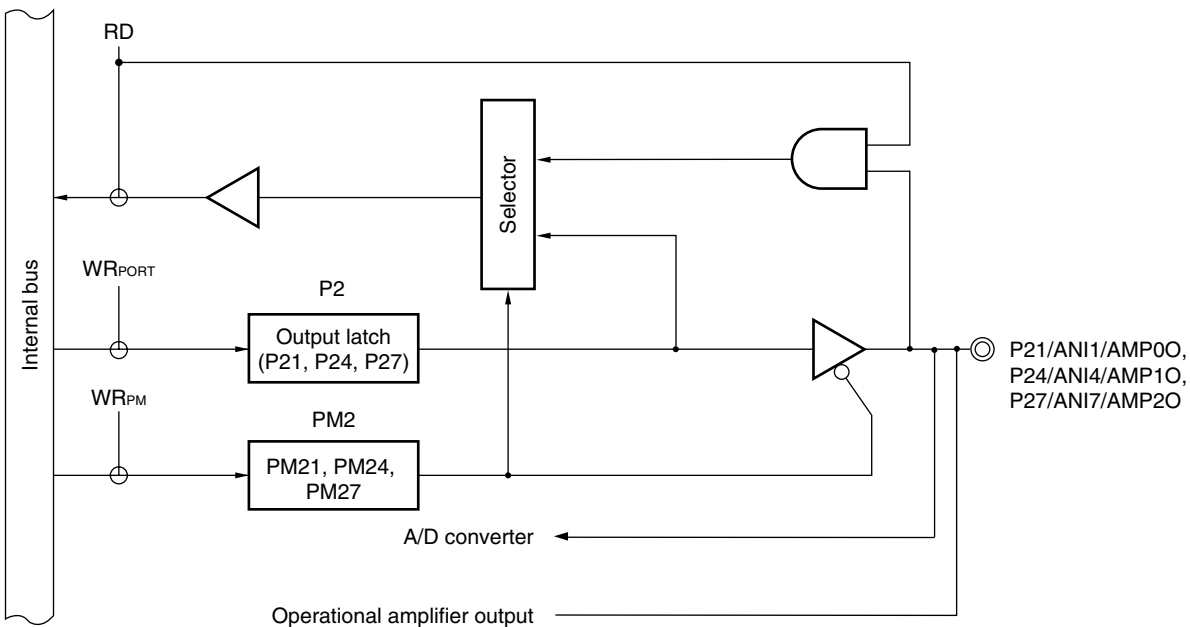 RD
Selector
Internal bus
WRPORT
P2
Output latch
(P21, P24, P27)
P21/ANI1/AMP0O,
P24/ANI4/AMP1O,
P27/ANI7/AMP2O
WRPM
PM2
PM21, PM24,
PM27
A/D converter
Operational amplifier output